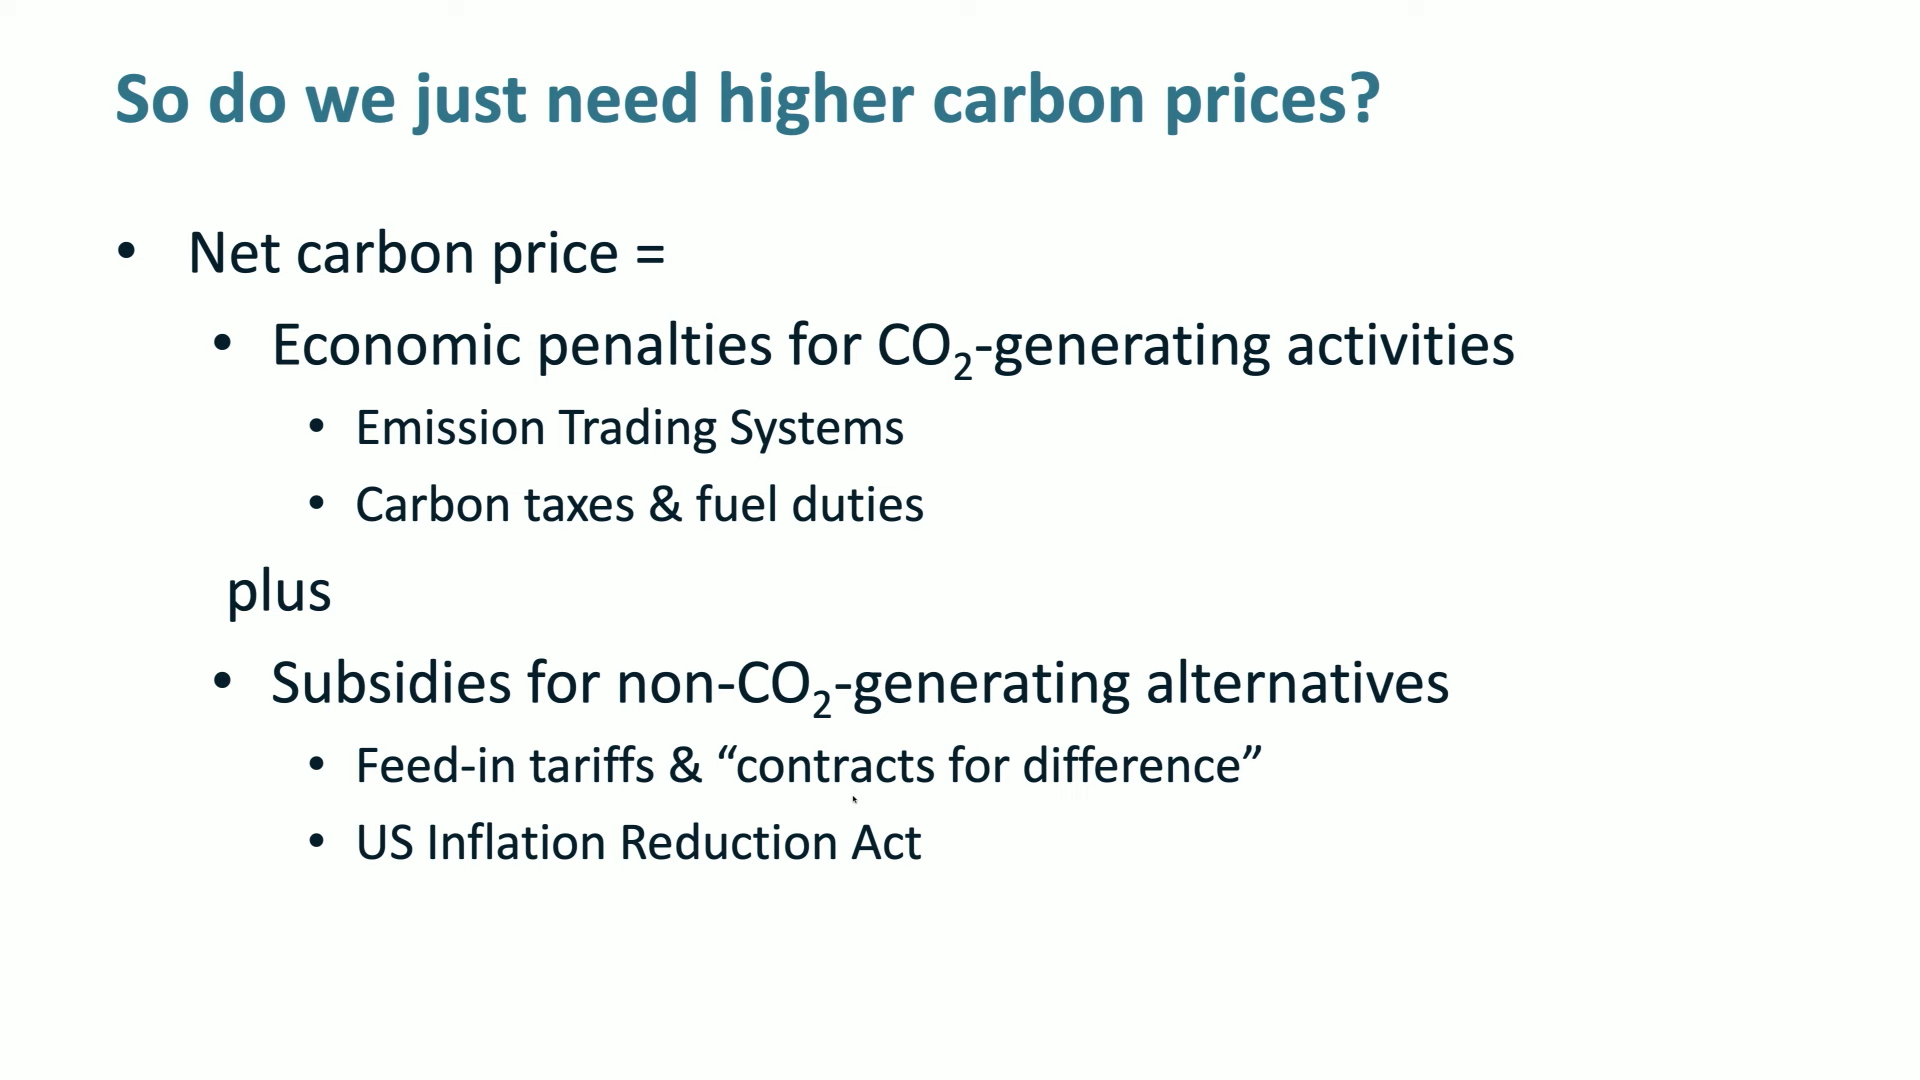 So do we just need higher carbon prices?
• Net carbon price =
• Economic penalties for CO₂-generating activities
• Emission Trading Systems
• Carbon taxes & fuel duties
plus
• Subsidies for non-CO₂-generating alternatives
• Feed-in tariffs & “contracts for difference”
• US Inflation Reduction Act